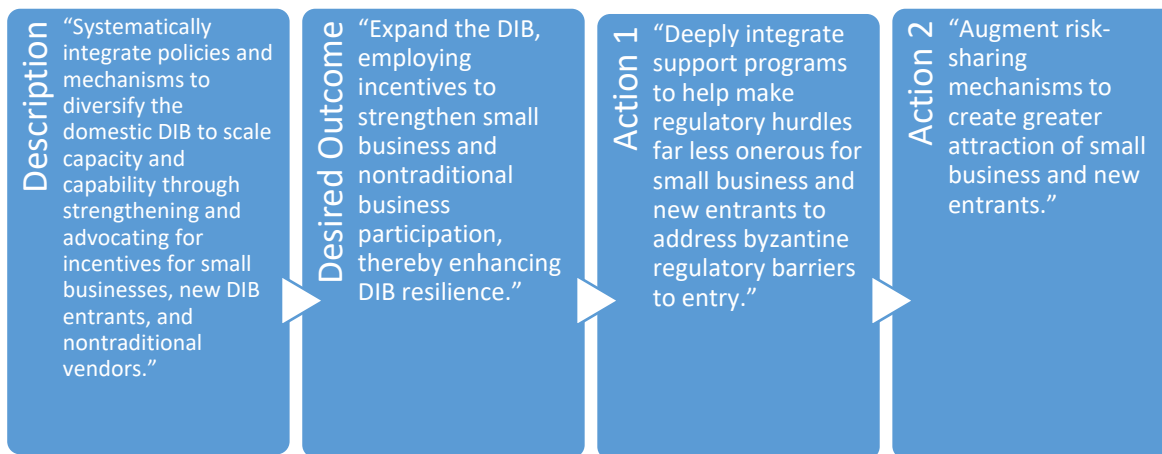 Description
“Systematically
integrate policies and
mechanisms to
diversify the
domestic DIB to scale
capacity and
capability through
strengthening and
advocating for
incentives for small
businesses, new DIB
entrants, and
nontraditional
vendors.”
Desired Outcome
“Expand the DIB,
employing
incentives to
strengthen small
business and
nontraditional
business
participation,
thereby enhancing
DIB resilience.”
Action 1
“Deeply integrate
support programs
to help make
regulatory hurdles
far less onerous for
small business and
new entrants to
address byzantine
regulatory barriers
to entry.”
Action 2
“Augment risk-
sharing
mechanisms to
create greater
attraction of small
business and new
entrants.”